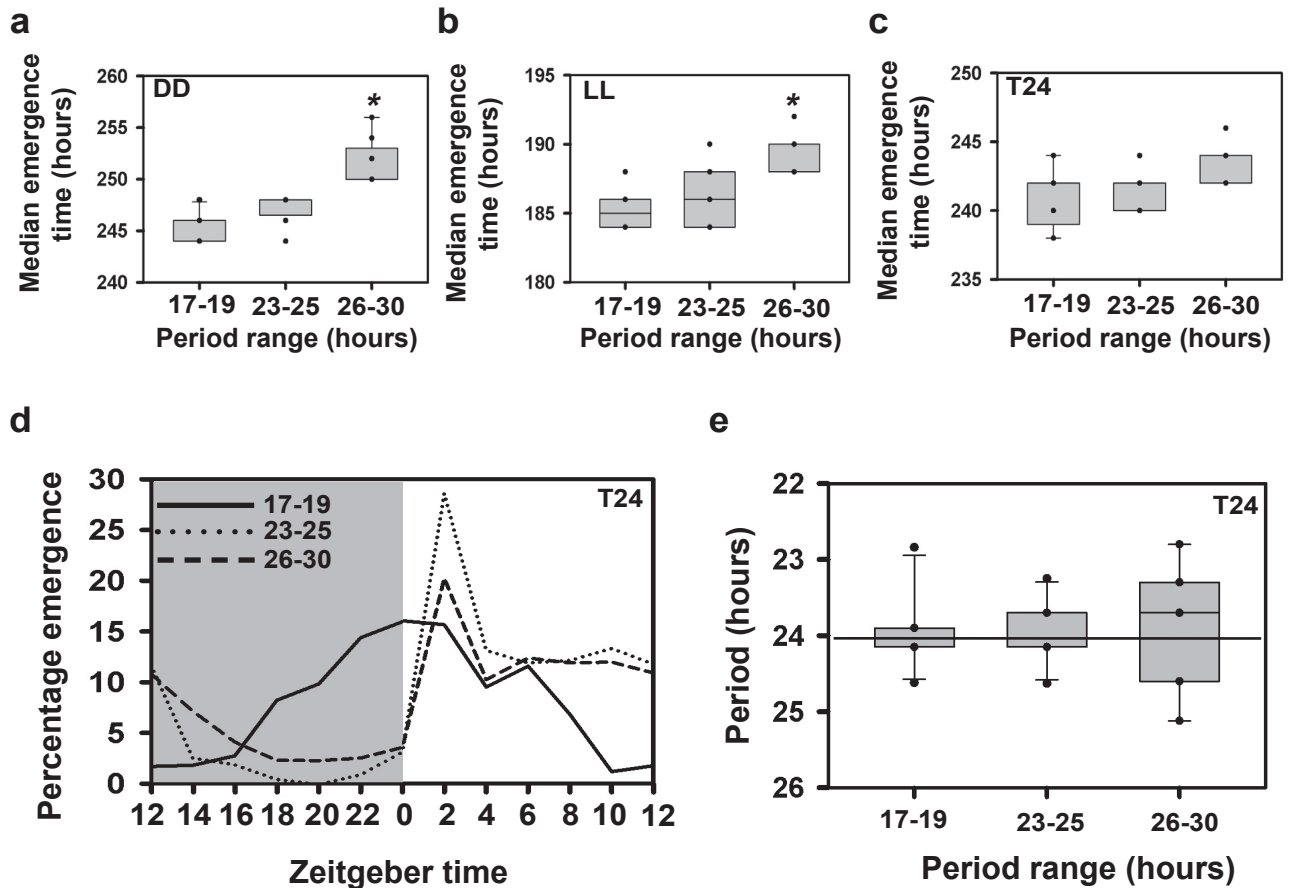 a
Median emergence
time (hours)
DD
*
260
255
250
245
240
17-19 23-25 26-30
Period range (hours)
b
Median emergence
time (hours)
LL
*
195
190
185
180
17-19 23-25 26-30
Period range (hours)
c
Median emergence
time (hours)
T24
250
245
240
235
17-19 23-25 26-30
Period range (hours)
d
Percentage emergence
30
25
20
15
10
5
0
17-19
23-25
26-30
T24
12 14 16 18 20 22 0 2 4 6 8 10 12
Zeitgeber time
e
Period (hours)
T24
22
23
24
25
26
17-19 23-25 26-30
Period range (hours)